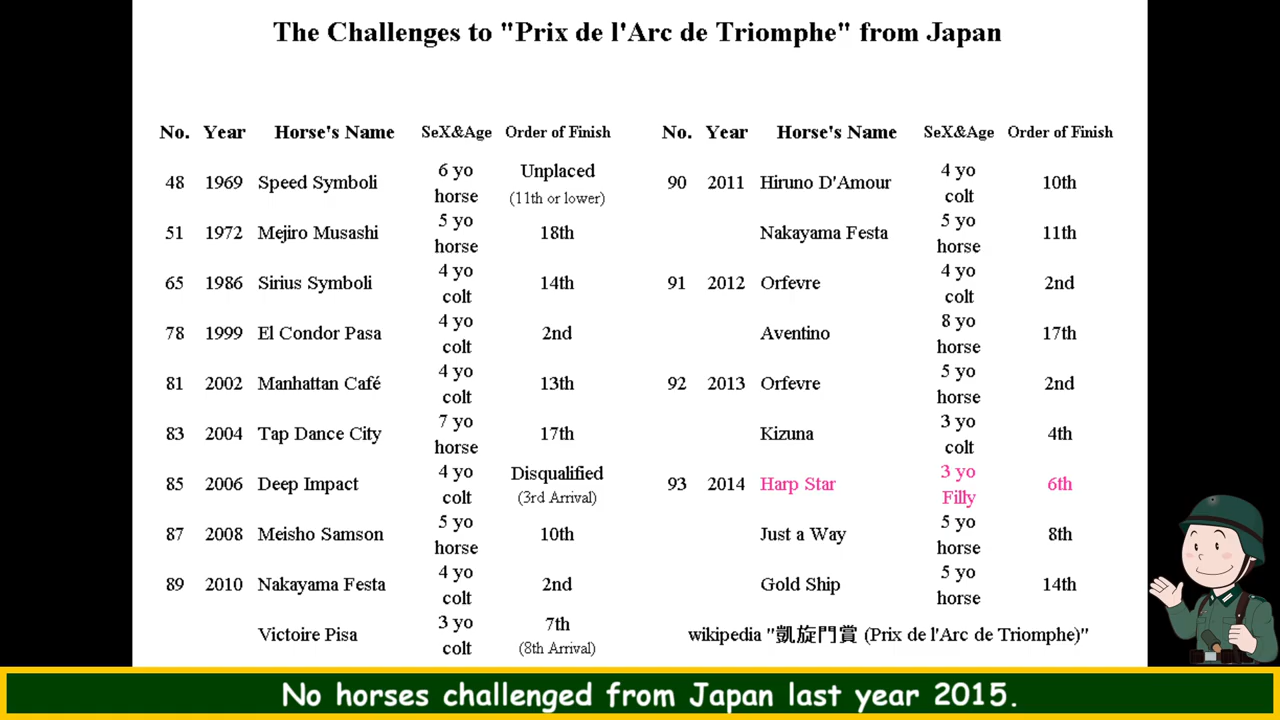 The Challenges to "Prix de l'Arc de Triomphe" from Japan
No. Year Horse's Name SeX&Age Order of Finish
48 1969 Speed Symboli 6 yo horse Unplaced (11th or lower)
51 1972 Mejiro Musashi 5 yo horse 18th
65 1986 Sirius Symboli 4 yo colt 14th
78 1999 El Condor Pasa 4 yo colt 2nd
81 2002 Manhattan Café 4 yo colt 13th
83 2004 Tap Dance City 7 yo horse 17th
85 2006 Deep Impact 4 yo colt Disqualified (3rd Arrival)
87 2008 Meisho Samson 5 yo horse 10th
89 2010 Nakayama Festa 4 yo colt 2nd
Victoire Pisa 3 yo colt 7th (8th Arrival)
No. Year Horse's Name SeX&Age Order of Finish
90 2011 Hiruno D'Amour 4 yo colt 10th
Nakayama Festa 5 yo horse 11th
91 2012 Orfevre 4 yo colt 2nd
Aventino 8 yo horse 17th
92 2013 Orfevre 5 yo horse 2nd
Kizuna 3 yo colt 4th
93 2014 Harp Star 3 yo Filly 6th
Just a Way 5 yo horse 8th
Gold Ship 5 yo horse 14th
wikipedia "凱旋門賞 (Prix de l'Arc de Triomphe)"
No horses challenged from Japan last year 2015.